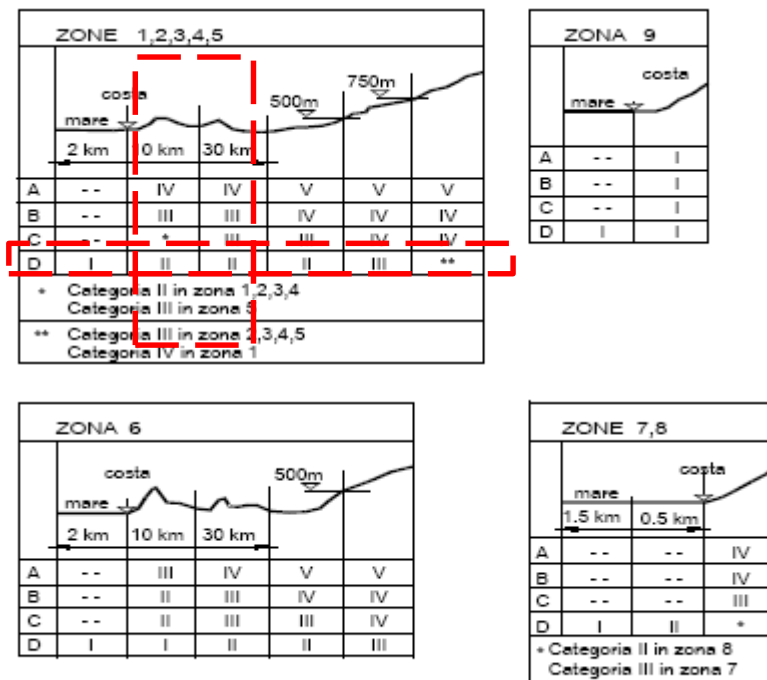 ZONE 1,2,3,4,5
costa
500m
750m
mare
2 km 10 km 30 km
A -- IV IV V V V
B -- III III IV IV IV
C -- * III III IV IV
D I II II II III **
* Categoria II in zona 1,2,3,4
Categoria III in zona 5
** Categoria III in zona 2,3,4,5
Categoria IV in zona 1
ZONA 9
costa
mare
A -- I
B -- I
C -- I
D I I
ZONA 6
costa
500m
mare
2 km 10 km 30 km
A -- III IV V V
B -- II III IV IV
C -- II III III IV
D I I II II III
ZONE 7,8
costa
mare
1.5 km 0.5 km
A -- -- IV
B -- -- IV
C -- -- III
D I II *
* Categoria II in zona 8
Categoria III in zona 7